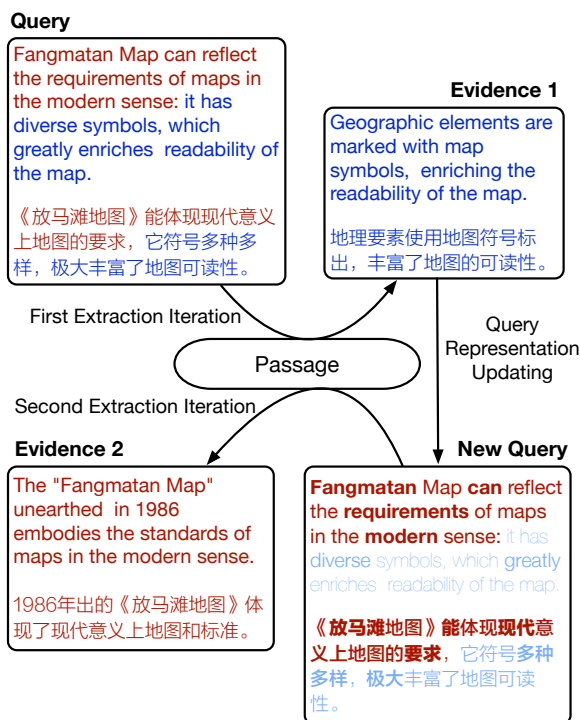 Query
Fangmatan Map can reflect
the requirements of maps in
the modern sense: it has
diverse symbols, which
greatly enriches readability of
the map.
《放马滩地图》能体现现代意义
上地图的要求，它符号多种多
样，极大丰富了地图可读性。
Evidence 1
Geographic elements are
marked with map
symbols, enriching the
readability of the map.
地理要素使用地图符号标
出，丰富了地图的可读性。
First Extraction Iteration
Passage
Query
Representation
Updating
Second Extraction Iteration
Evidence 2
The "Fangmatan Map"
unearthed in 1986
embodies the standards of
maps in the modern sense.
1986年出的《放马滩地图》体
现了现代意义上地图和标准。
New Query
Fangmatan Map can reflect
the requirements of maps
in the modern sense: it has
diverse symbols, which greatly
enriches readability of the map.
《放马滩地图》能体现现代意
义上地图的要求，它符号多种
多样，极大丰富了地图可读
性。